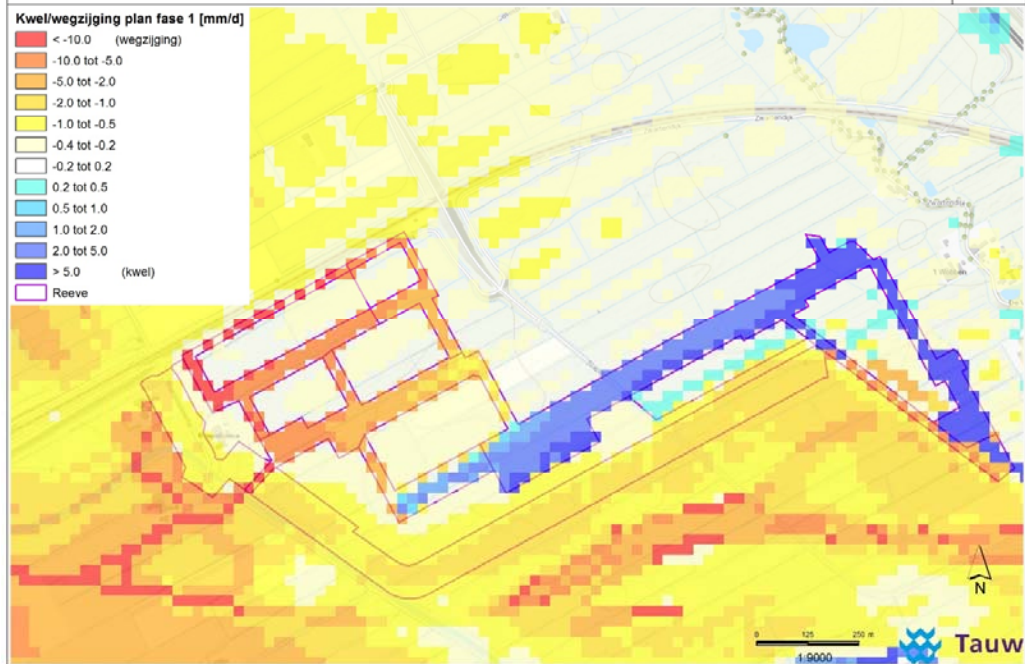 Kwel/wegzijging plan fase 1 [mm/d]
< -10.0 (wegzijging)
-10.0 tot -5.0
-5.0 tot -2.0
-2.0 tot -1.0
-1.0 tot -0.5
-0.4 tot -0.2
-0.2 tot 0.2
0.2 tot 0.5
0.5 tot 1.0
1.0 tot 2.0
2.0 tot 5.0
> 5.0 (kwel)
Reeve
N
0 125 250 m
1:9000
Tauw